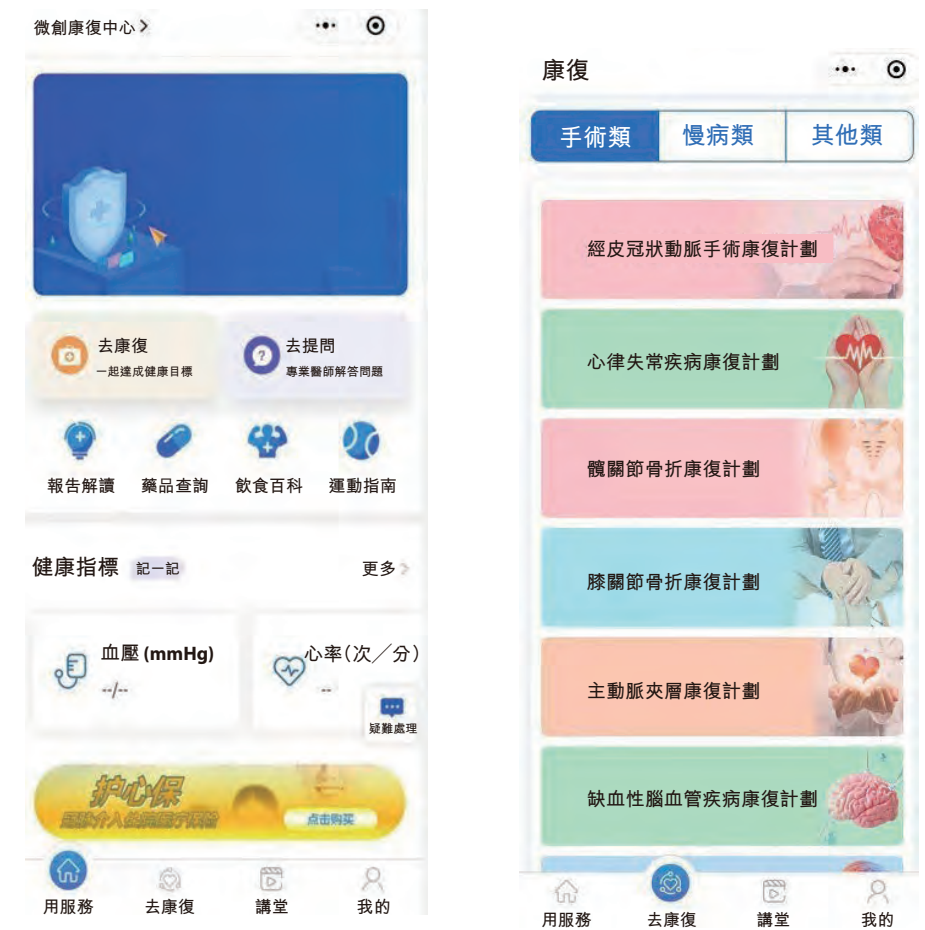 微創康復中心
去康復
一起達成健康目標
去提問
專業醫師解答問題
報告解讀
藥品查詢
飲食百科
運動指南
健康指標
記一記
更多
血壓 (mmHg)
--/--
心率(次／分)
--
疑難處理
护心保
点击购买
用服務
去康復
講堂
我的
康復
手術類
慢病類
其他類
經皮冠狀動脈手術康復計劃
心律失常疾病康復計劃
髖關節骨折康復計劃
膝關節骨折康復計劃
主動脈夾層康復計劃
缺血性腦血管疾病康復計劃
用服務
去康復
講堂
我的